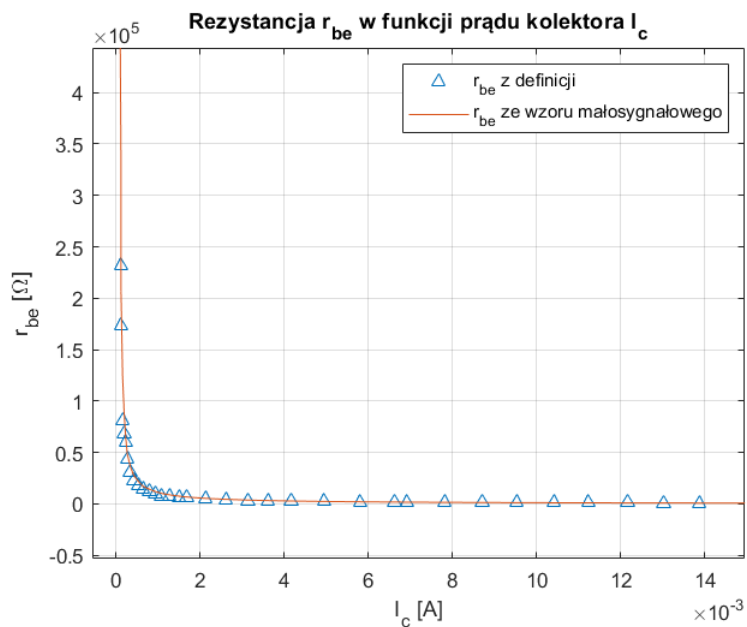 Rezystancja r_be w funkcji prądu kolektora I_c
×10^5
r_be z definicji
r_be ze wzoru małosygnałowego
4
3.5
3
2.5
2
1.5
1
0.5
0
-0.5
r_be [Ω]
0 2 4 6 8 10 12 14
I_c [A]
×10^-3